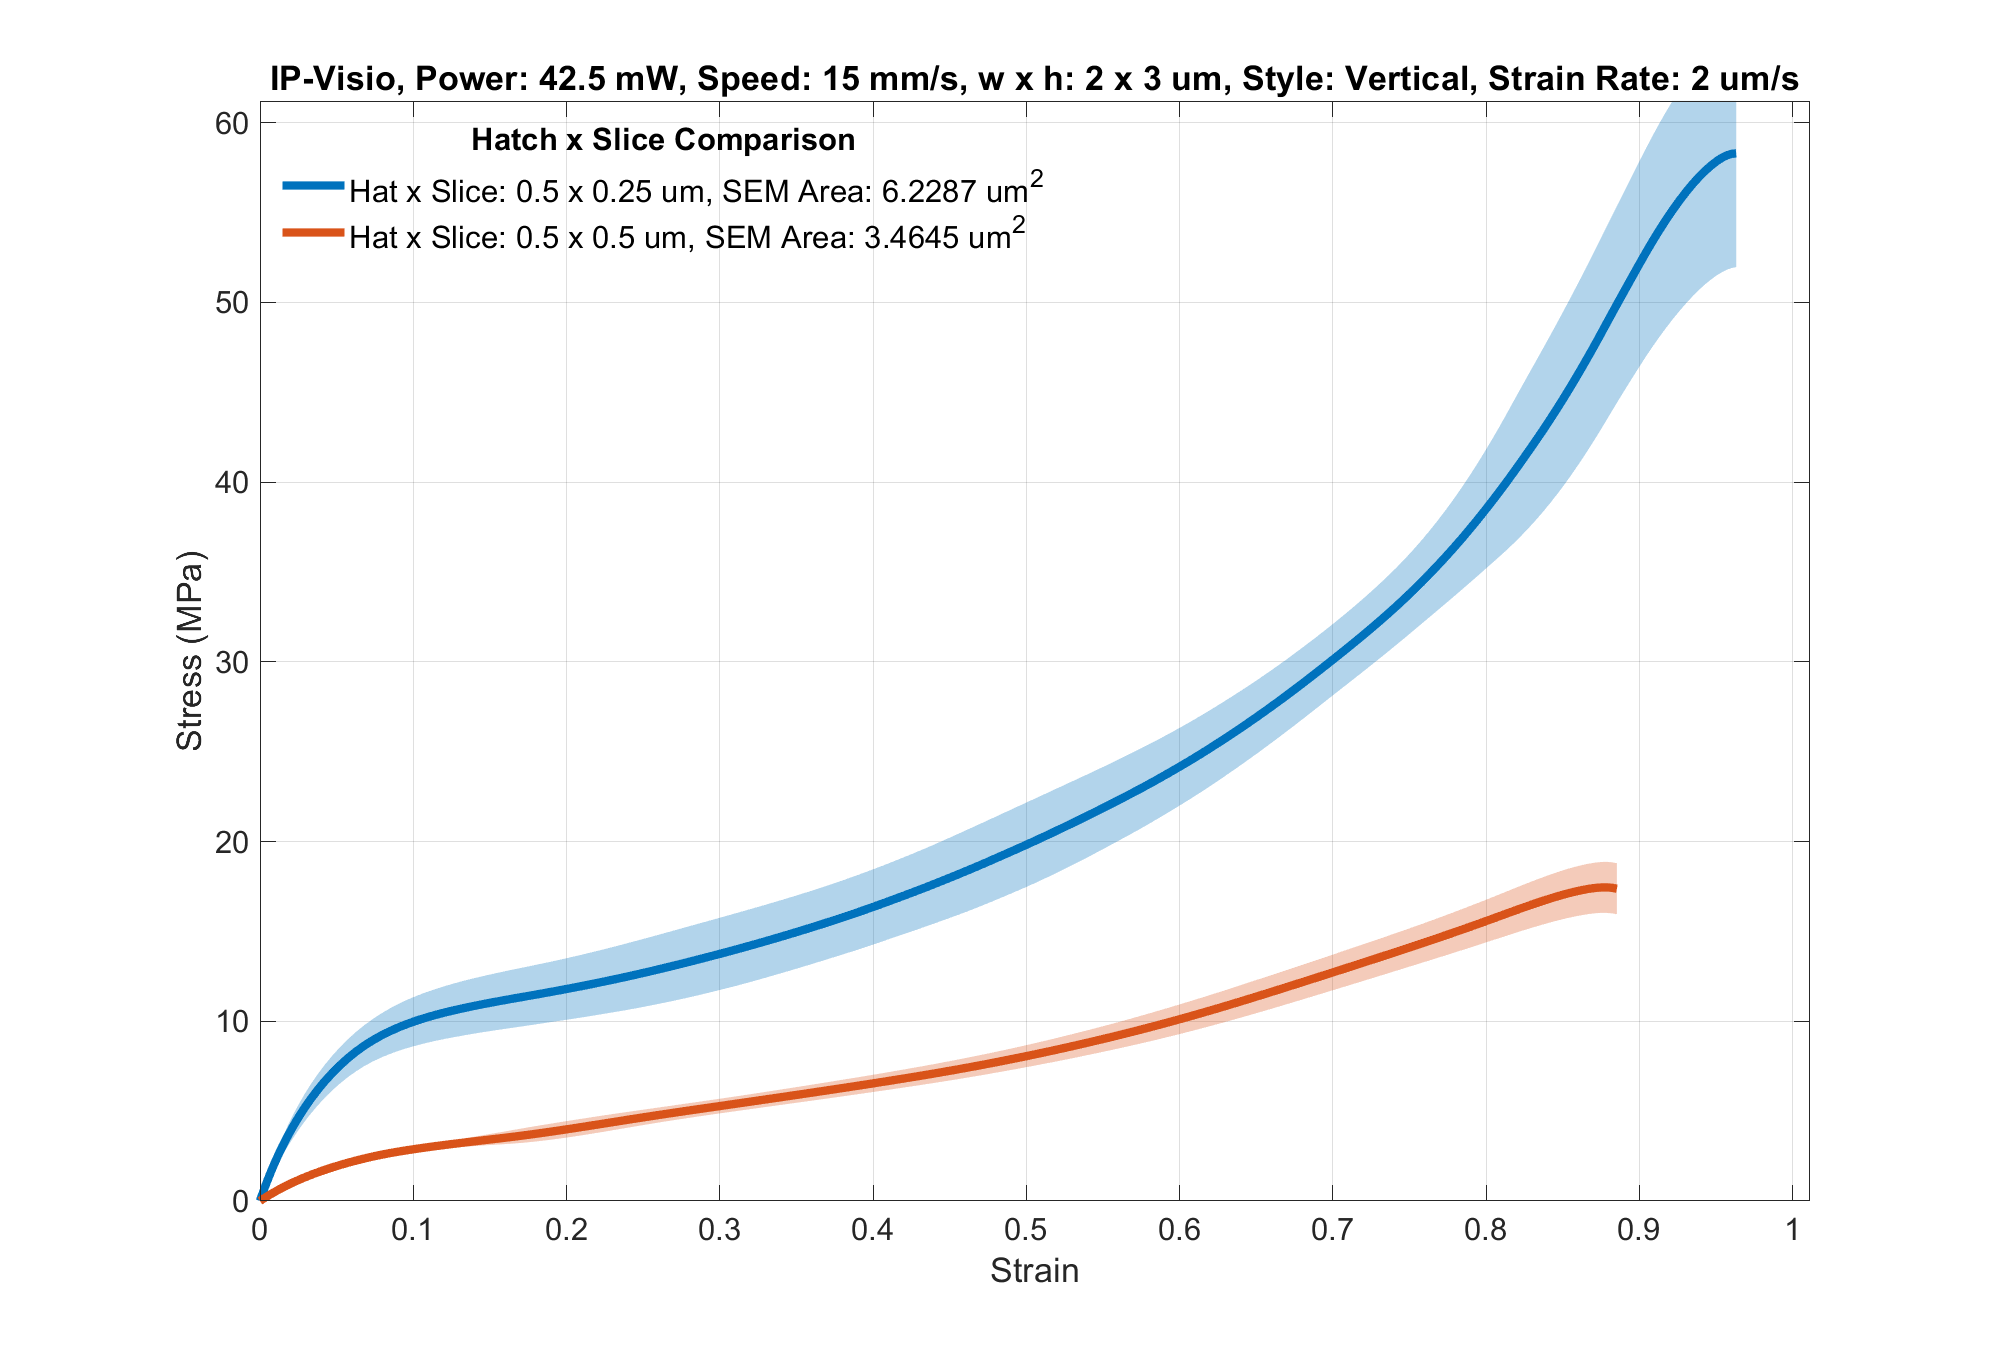 IP-Visio, Power: 42.5 mW, Speed: 15 mm/s, w x h: 2 x 3 um, Style: Vertical, Strain Rate: 2 um/s
Hatch x Slice Comparison
Hat x Slice: 0.5 x 0.25 um, SEM Area: 6.2287 um²
Hat x Slice: 0.5 x 0.5 um, SEM Area: 3.4645 um²
60
50
40
30
20
10
0
Stress (MPa)
0 0.1 0.2 0.3 0.4 0.5 0.6 0.7 0.8 0.9 1
Strain